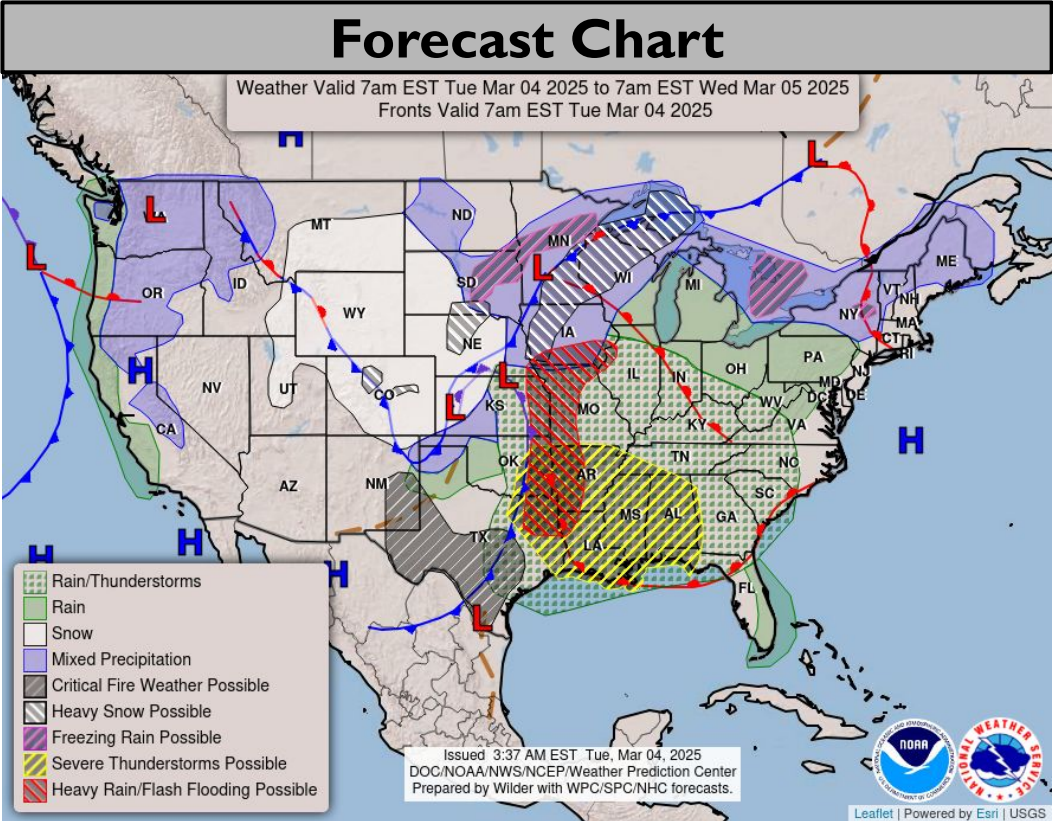 Forecast Chart
Weather Valid 7am EST Tue Mar 04 2025 to 7am EST Wed Mar 05 2025
Fronts Valid 7am EST Tue Mar 04 2025
H
L
L
L
WA
MT
ND
MN
ME
OR
ID
WY
SD
L
WI
MI
VT
NH
NY
MA
CT
RI
H
NV
UT
CO
NE
IA
L
IL
IN
OH
PA
NJ
MD
DE
DC
WV
VA
CA
L
KS
MO
KY
H
AZ
NM
OK
AR
TN
NC
SC
H
H
H
TX
LA
MS
AL
GA
FL
L
Rain/Thunderstorms
Rain
Snow
Mixed Precipitation
Critical Fire Weather Possible
Heavy Snow Possible
Freezing Rain Possible
Severe Thunderstorms Possible
Heavy Rain/Flash Flooding Possible
Issued 3:37 AM EST Tue, Mar 04, 2025
DOC/NOAA/NWS/NCEP/Weather Prediction Center
Prepared by Wilder with WPC/SPC/NHC forecasts.
NOAA
NATIONAL WEATHER SERVICE
Leaflet | Powered by Esri | USGS